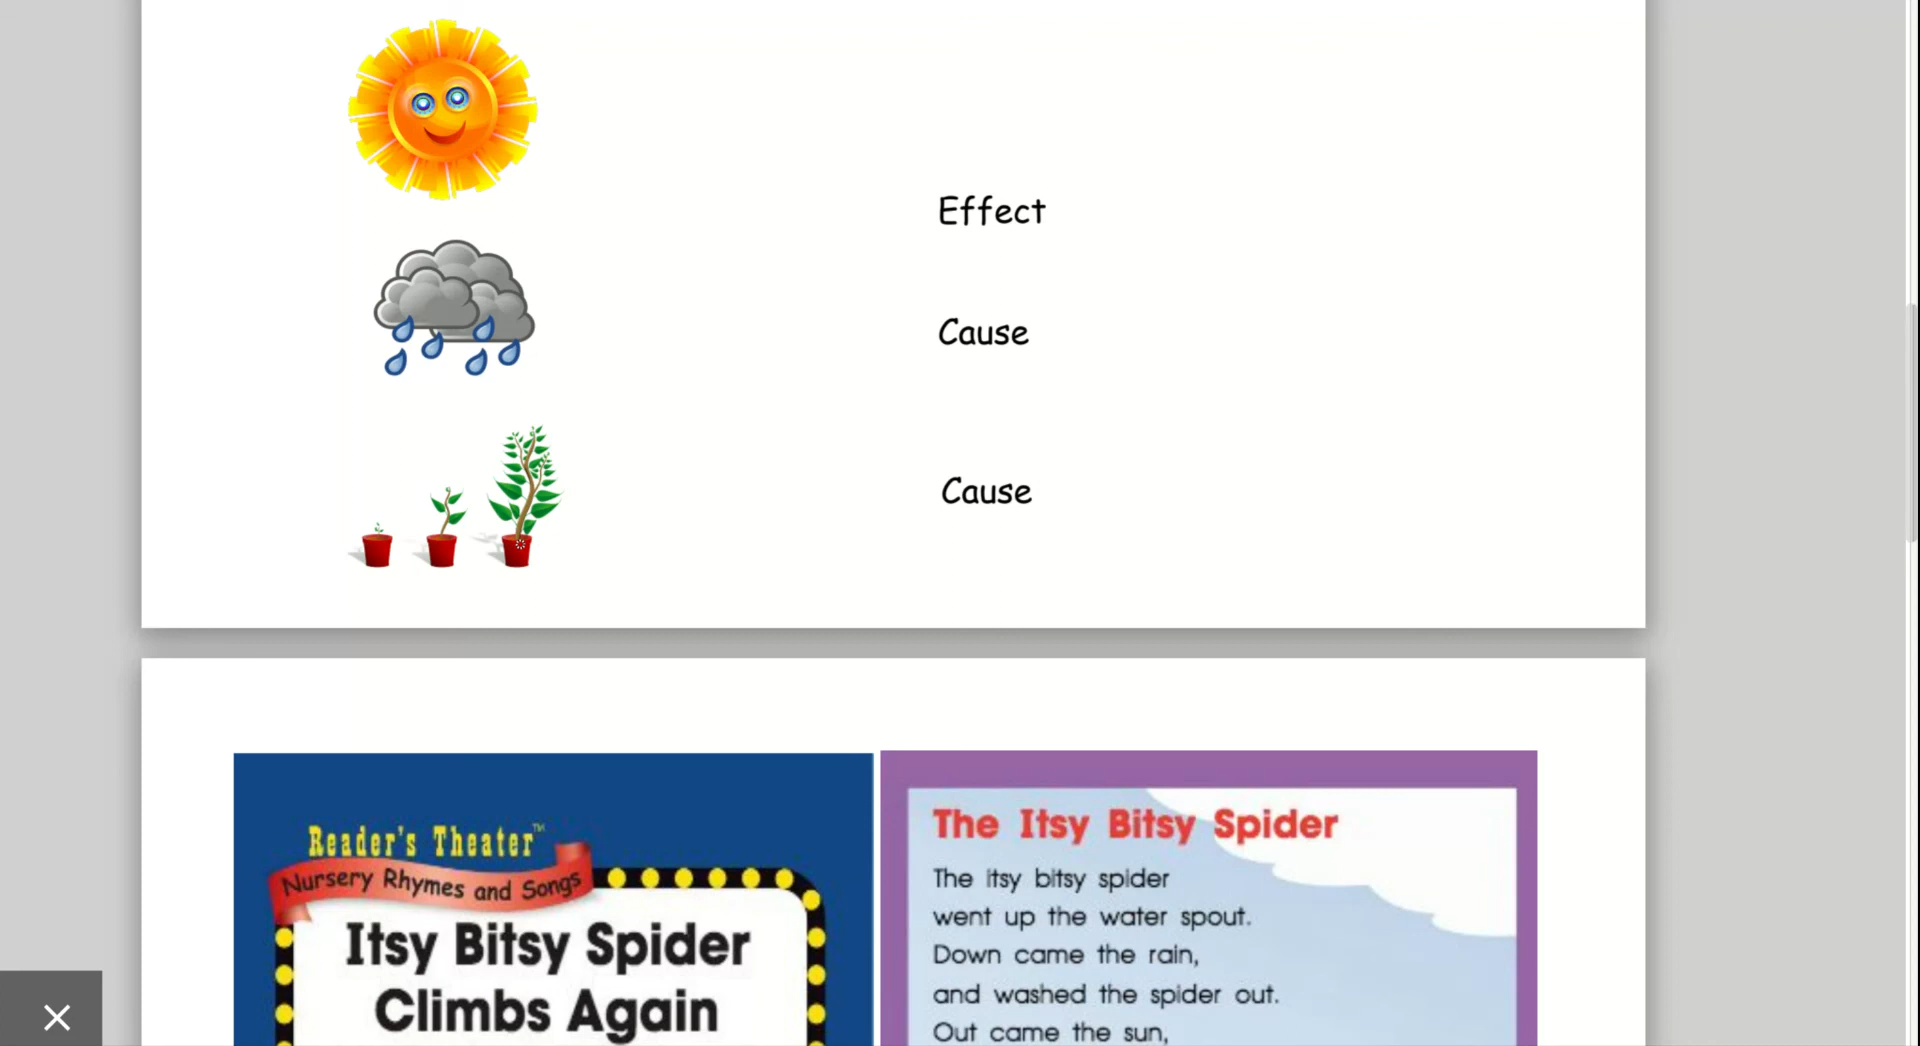 Effect
Cause
Cause
Reader's Theater™
Nursery Rhymes and Songs
Itsy Bitsy Spider
Climbs Again
The Itsy Bitsy Spider
The itsy bitsy spider
went up the water spout.
Down came the rain,
and washed the spider out.
Out came the sun,